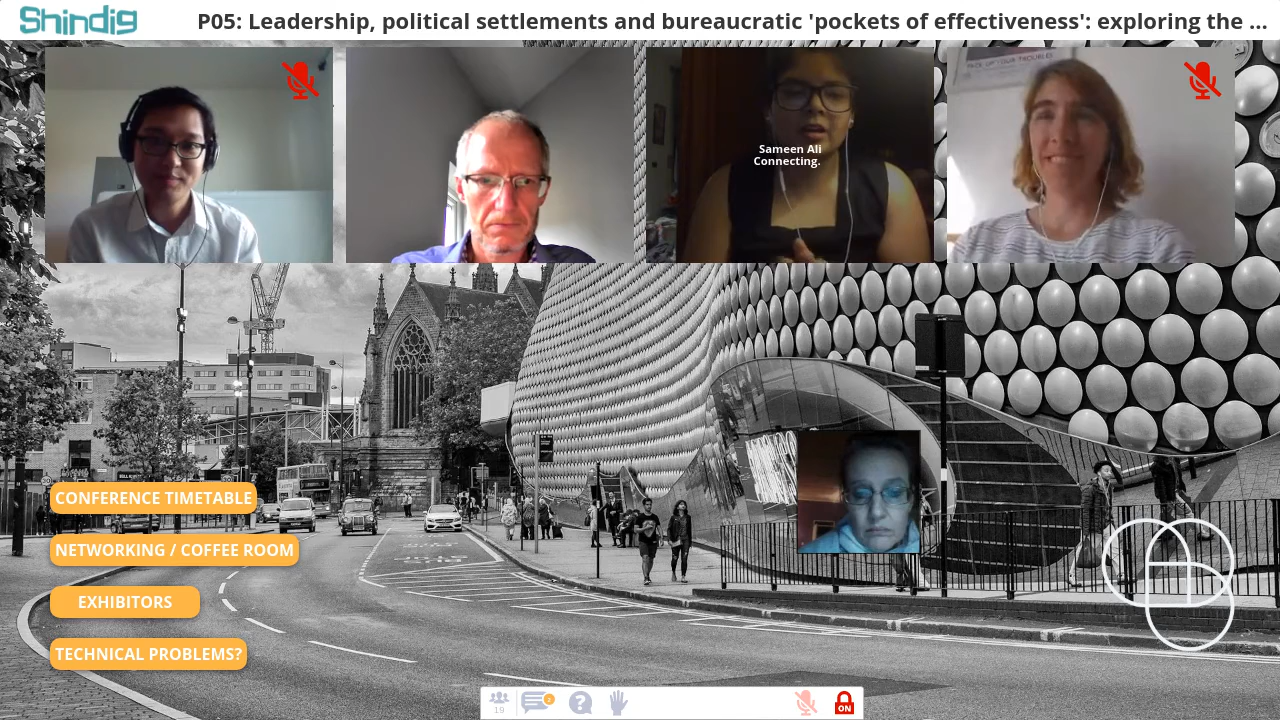 Shindig
P05: Leadership, political settlements and bureaucratic 'pockets of effectiveness': exploring the ...
Sameen Ali
Connecting.
CONFERENCE TIMETABLE
NETWORKING / COFFEE ROOM
EXHIBITORS
TECHNICAL PROBLEMS?
19
ON